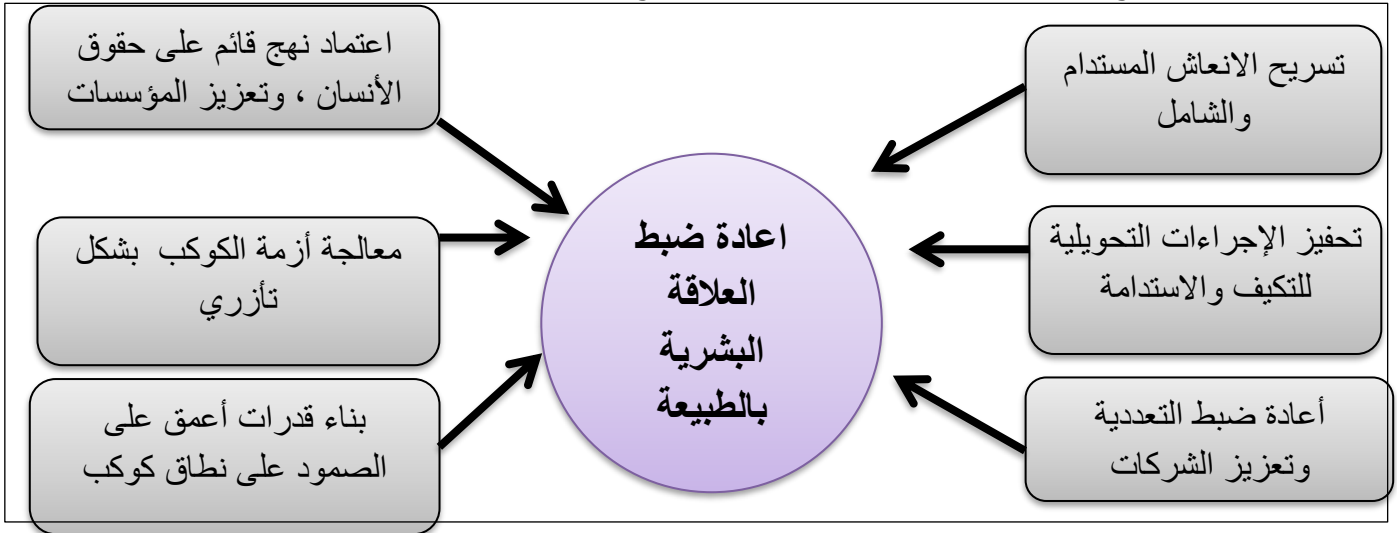 تسريح الانعاش المستدام
والشامل
تحفيز الإجراءات التحويلية
للتكيف والاستدامة
أعادة ضبط التعددية
وتعزيز الشركات
اعادة ضبط
العلاقة
البشرية
بالطبيعة
اعتماد نهج قائم على حقوق
الأنسان ، وتعزيز المؤسسات
معالجة أزمة الكوكب بشكل
تأزري
بناء قدرات أعمق على
الصمود على نطاق كوكب